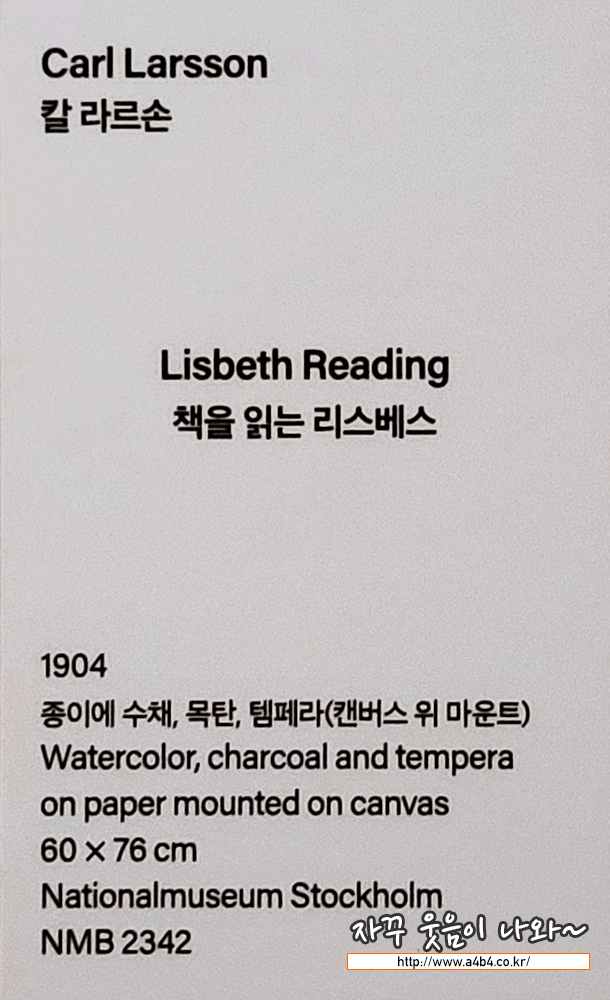 Carl Larsson
칼 라르손
Lisbeth Reading
책을 읽는 리스베스
1904
종이에 수채, 목탄, 템페라(캔버스 위 마운트)
Watercolor, charcoal and tempera
on paper mounted on canvas
60 × 76 cm
Nationalmuseum Stockholm
NMB 2342
자꾸 웃음이 나와~
http://www.a4b4.co.kr/